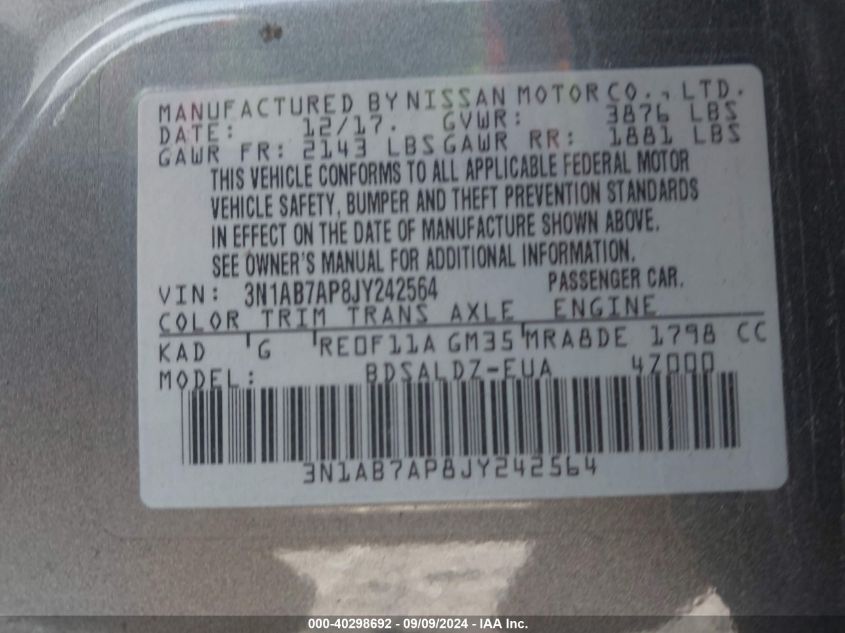 MANUFACTURED BY NISSAN MOTOR CO., LTD.
DATE: 12/17. GVWR: 3876 LBS
GAWR FR: 2143 LBS GAWR RR: 1881 LBS
THIS VEHICLE CONFORMS TO ALL APPLICABLE FEDERAL MOTOR
VEHICLE SAFETY, BUMPER AND THEFT PREVENTION STANDARDS
IN EFFECT ON THE DATE OF MANUFACTURE SHOWN ABOVE.
SEE OWNER'S MANUAL FOR ADDITIONAL INFORMATION.
VIN: 3N1AB7AP8JY242564 PASSENGER CAR.
COLOR TRIM TRANS AXLE ENGINE
KAD G RE0F11A GM35 MRA8DE 1798 CC
MODEL: BDSALDZ-EUA 4Z000
3N1AB7AP8JY242564
000-40298692 - 09/09/2024 - IAA Inc.